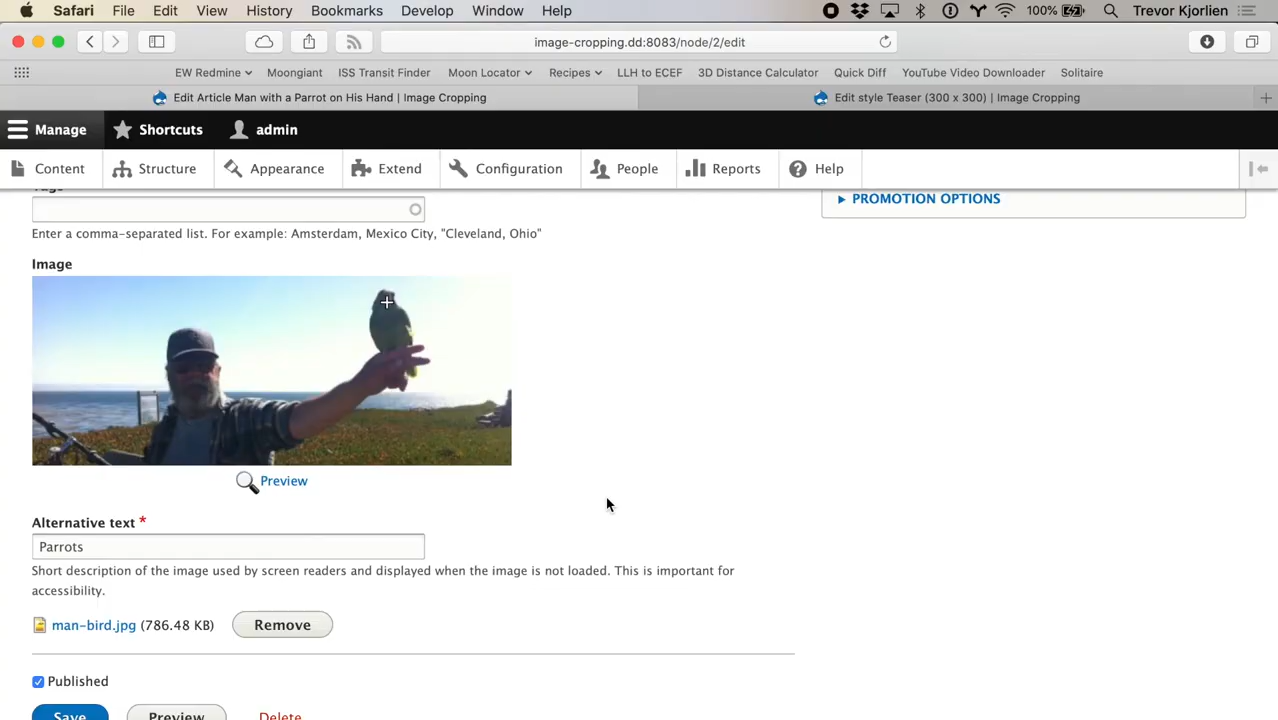 Safari File Edit View History Bookmarks Develop Window Help 100% Trevor Kjorlien
image-cropping.dd:8083/node/2/edit
EW Redmine Moongiant ISS Transit Finder Moon Locator Recipes LLH to ECEF 3D Distance Calculator Quick Diff YouTube Video Downloader Solitaire
Edit Article Man with a Parrot on His Hand | Image Cropping Edit style Teaser (300 x 300) | Image Cropping
Manage Shortcuts admin
Content Structure Appearance Extend Configuration People Reports Help
Tags
PROMOTION OPTIONS
Enter a comma-separated list. For example: Amsterdam, Mexico City, "Cleveland, Ohio"
Image
Preview
Alternative text *
Parrots
Short description of the image used by screen readers and displayed when the image is not loaded. This is important for
accessibility.
man-bird.jpg (786.48 KB) Remove
Published
Save Preview Delete